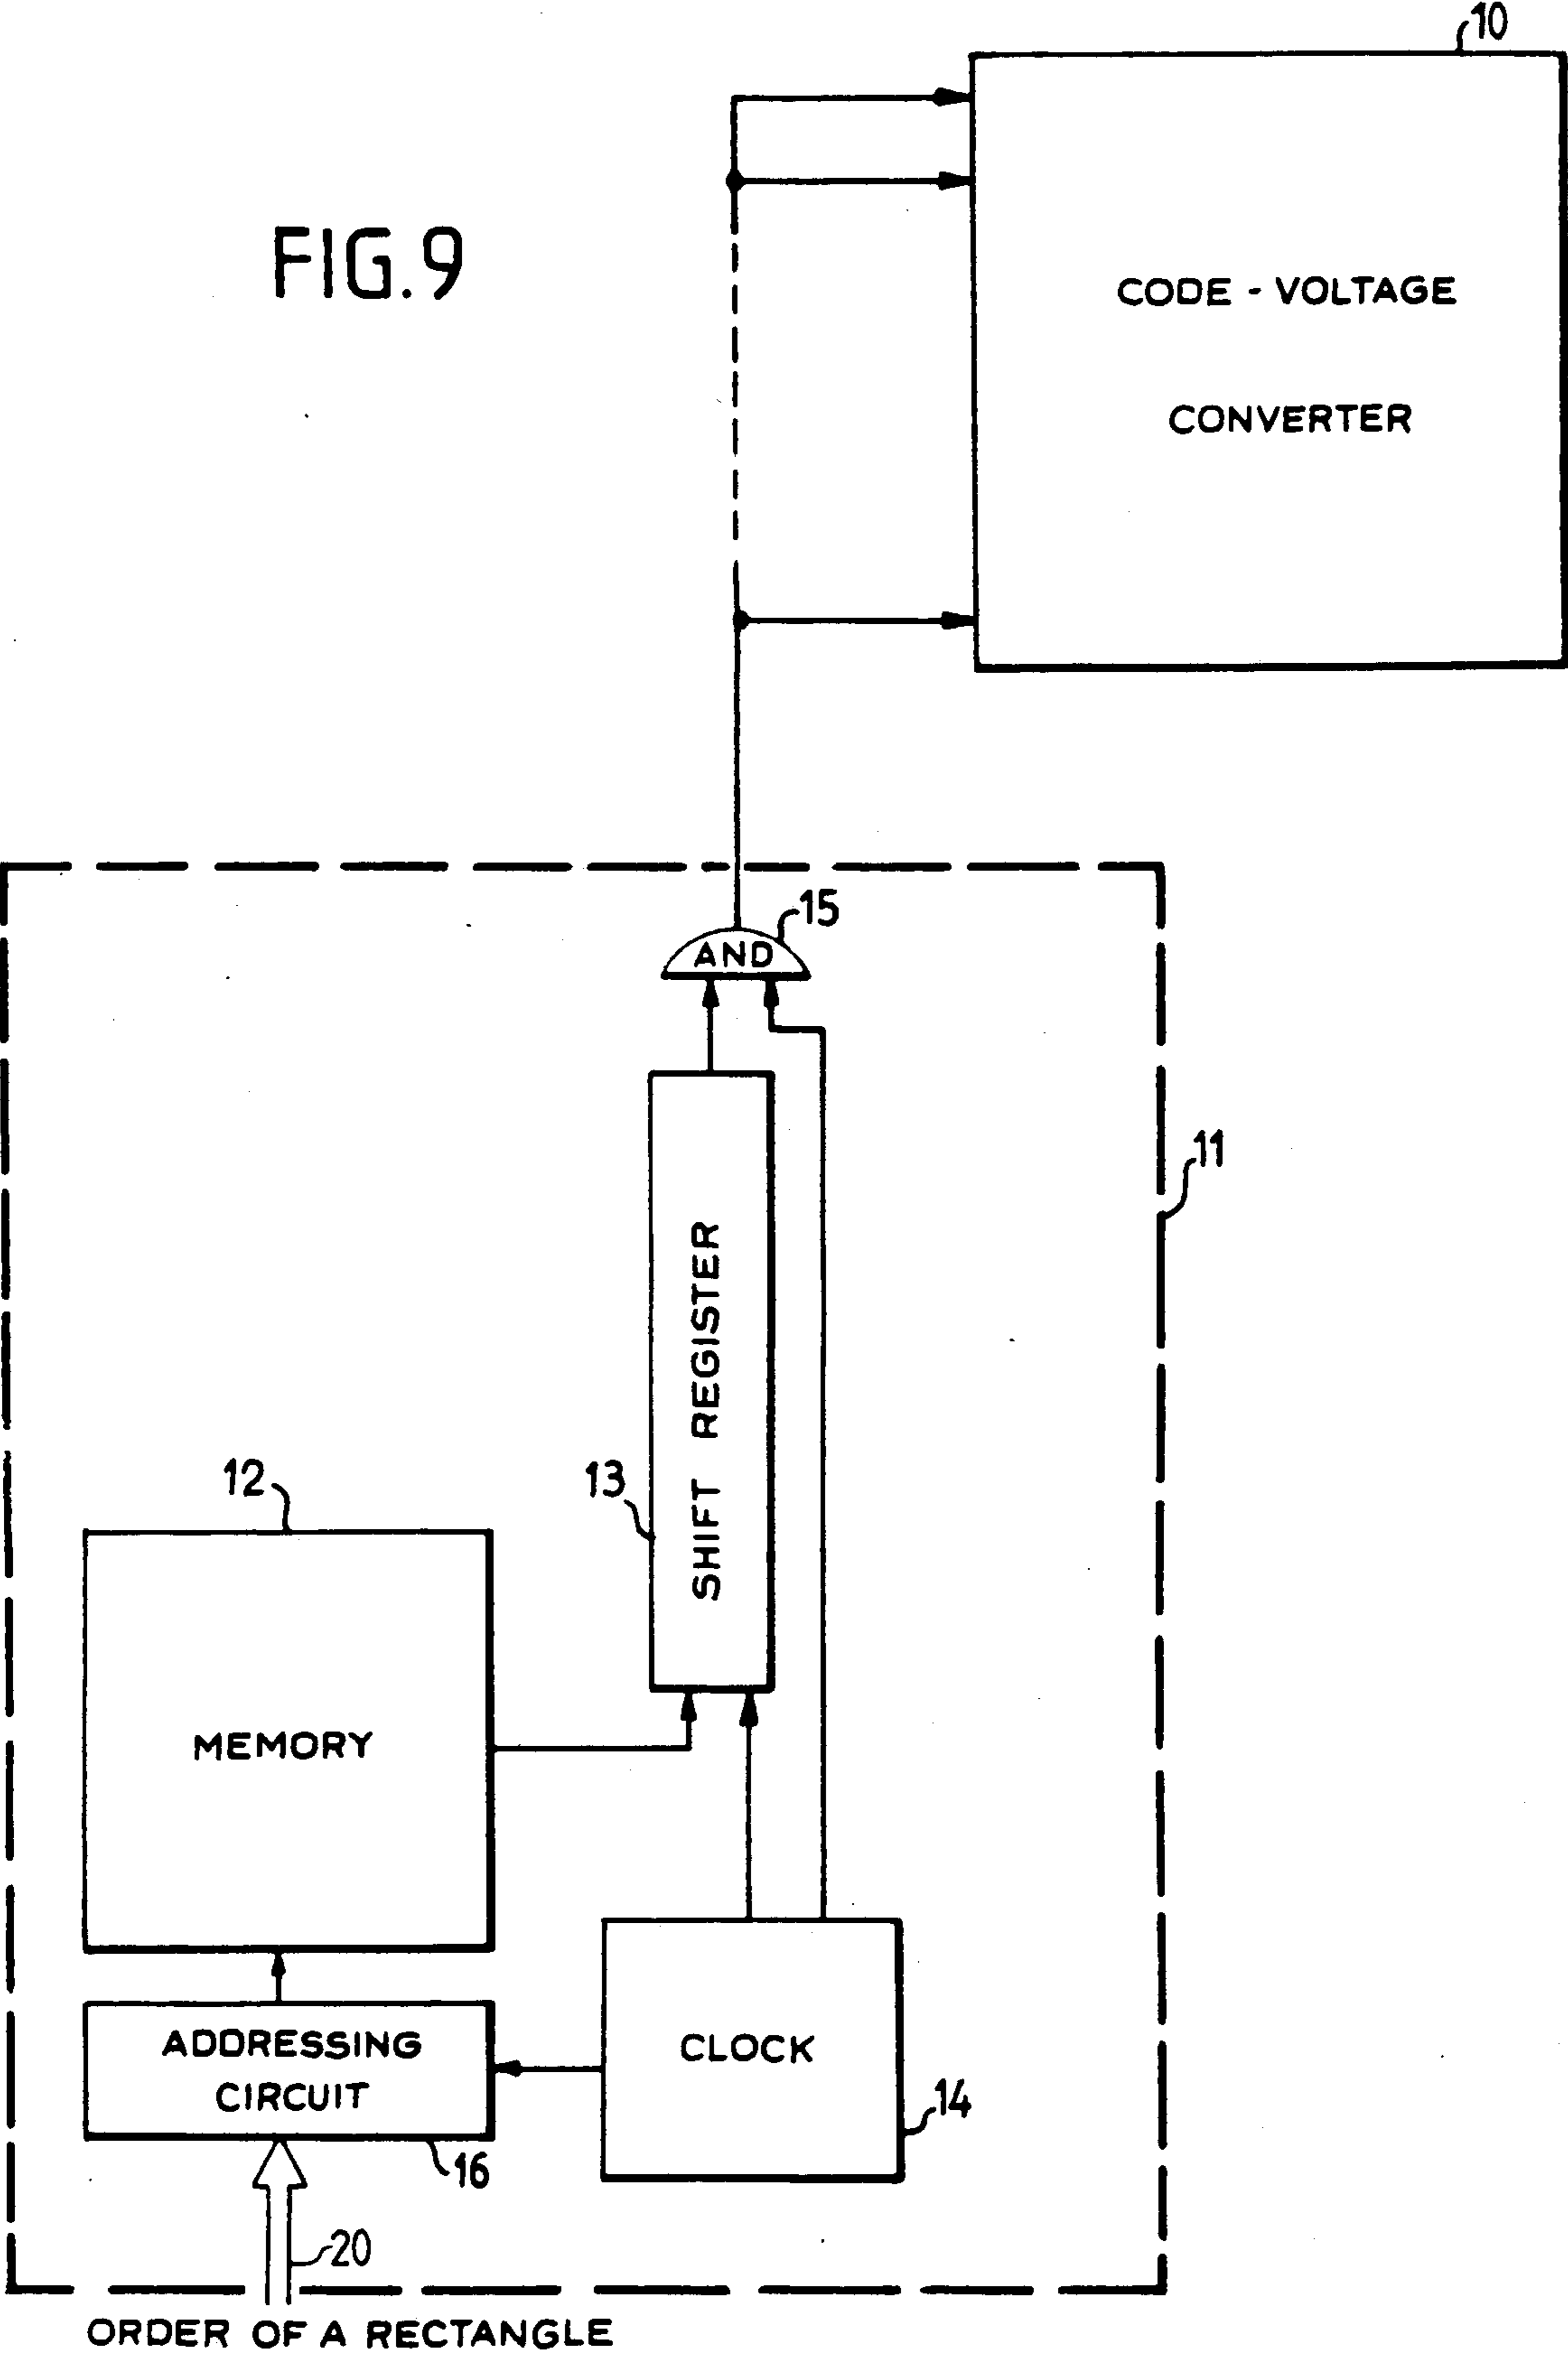 10
FIG.9
CODE - VOLTAGE
CONVERTER
15
AND
11
SHIFT REGISTER
13
12
MEMORY
ADDRESSING
CIRCUIT
CLOCK
14
16
20
ORDER OF A RECTANGLE